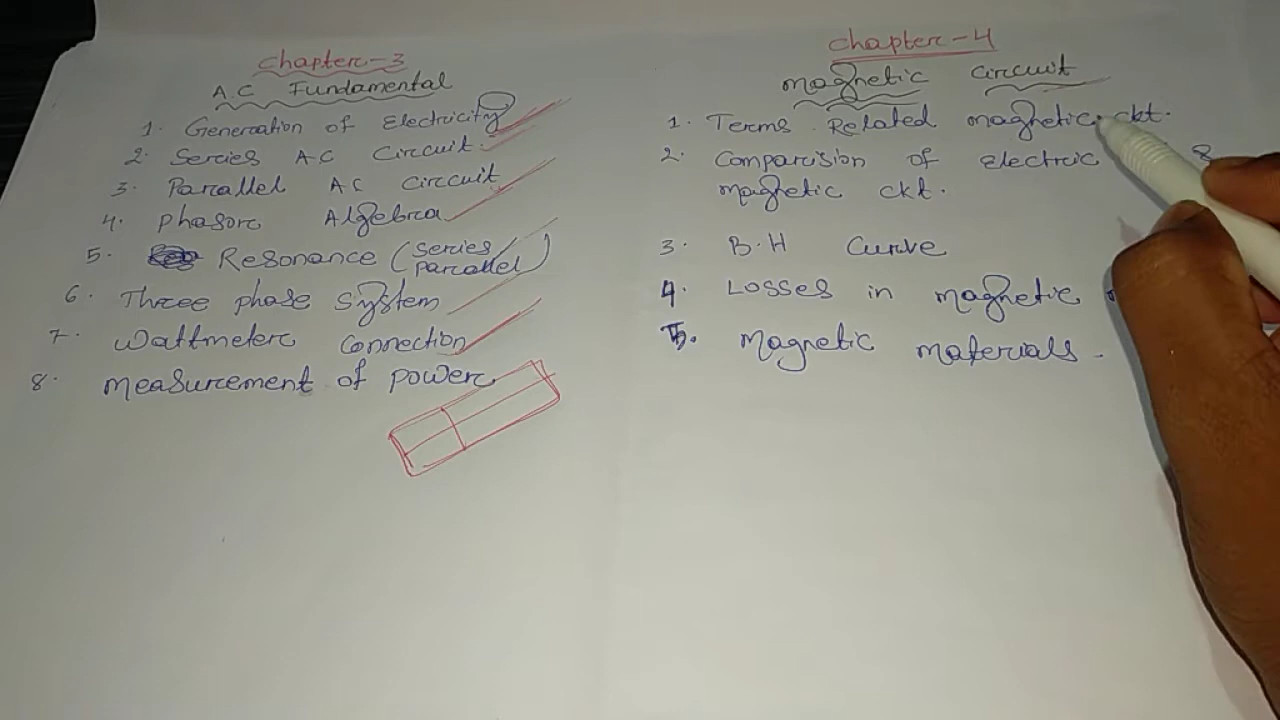 Chapter-3
A.C Fundamental
1. Generation of Electricity
2. Series A-C Circuit.
3. Parallel AC circuit
4. Phasor Algebra
5. Resonance (Series/
parallel)
6. Three phase System
7. Wattmeter Connection
8. Measurement of power
Chapter-4
magnetic circuit
1. Terms Related magnetic ckt.
2. Comparision of electric &
magnetic ckt.
3. B.H Curve
4. Losses in magnetic
5. Magnetic materials.